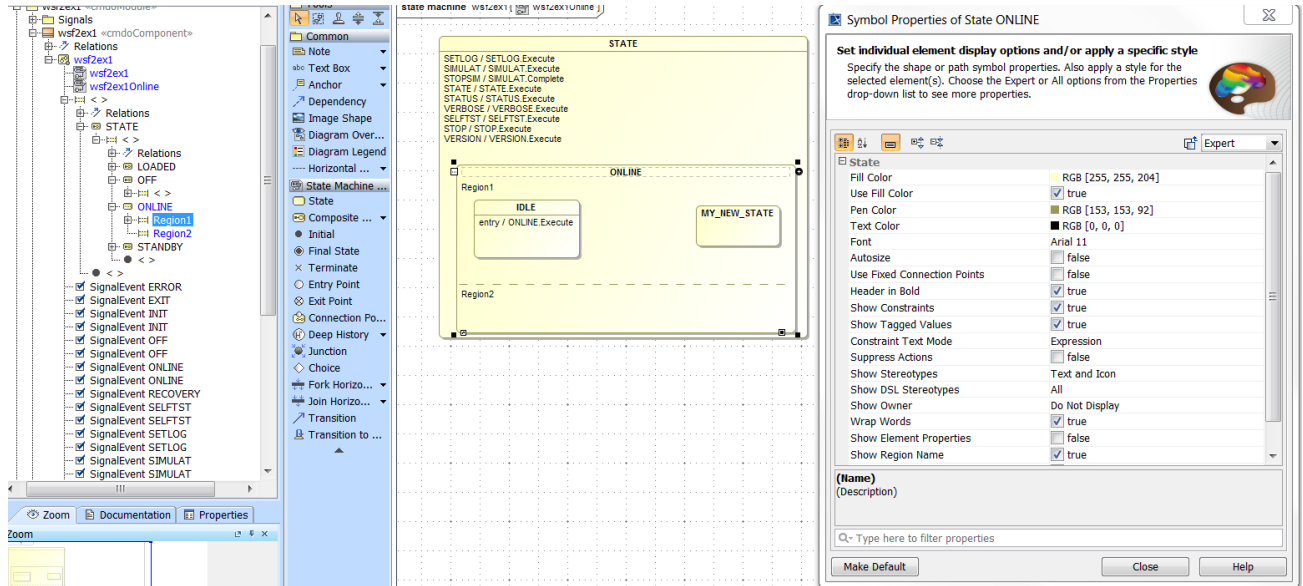 wsf2ex1 «cmdoModule»
Signals
wsf2ex1 «cmdoComponent»
Relations
wsf2ex1
wsf2ex1
wsf2ex1Online
< >
Relations
STATE
< >
Relations
LOADED
OFF
< >
ONLINE
Region1
Region2
STANDBY
< >
< >
SignalEvent ERROR
SignalEvent EXIT
SignalEvent INIT
SignalEvent INIT
SignalEvent OFF
SignalEvent OFF
SignalEvent ONLINE
SignalEvent ONLINE
SignalEvent RECOVERY
SignalEvent SELFTST
SignalEvent SELFTST
SignalEvent SETLOG
SignalEvent SETLOG
SignalEvent SIMULAT
SignalEvent SIMULAT
Zoom
Documentation
Properties
Zoom
Tools
Common
Note
abc Text Box
Anchor
Dependency
Image Shape
Diagram Over...
Diagram Legend
Horizontal ...
State Machine ...
State
Composite ...
Initial
Final State
Terminate
Entry Point
Exit Point
Connection Po...
Deep History
Junction
Choice
Fork Horizo...
Join Horizo...
Transition
Transition to ...
state machine wsf2ex1[ wsf2ex1Online ]
STATE
SETLOG / SETLOG.Execute
SIMULAT / SIMULAT.Execute
STOPSIM / SIMULAT.Complete
STATE / STATE.Execute
STATUS / STATUS.Execute
VERBOSE / VERBOSE.Execute
SELFTST / SELFTST.Execute
STOP / STOP.Execute
VERSION / VERSION.Execute
ONLINE
Region1
IDLE
entry / ONLINE.Execute
MY_NEW_STATE
Region2
Symbol Properties of State ONLINE
Set individual element display options and/or apply a specific style
Specify the shape or path symbol properties. Also apply a style for the
selected element(s). Choose the Expert or All options from the Properties
drop-down list to see more properties.
Expert
State
Fill Color RGB [255, 255, 204]
Use Fill Color true
Pen Color RGB [153, 153, 92]
Text Color RGB [0, 0, 0]
Font Arial 11
Autosize false
Use Fixed Connection Points false
Header in Bold true
Show Constraints true
Show Tagged Values true
Constraint Text Mode Expression
Suppress Actions false
Show Stereotypes Text and Icon
Show DSL Stereotypes All
Show Owner Do Not Display
Wrap Words true
Show Element Properties false
Show Region Name true
(Name)
(Description)
Type here to filter properties
Make Default
Close
Help